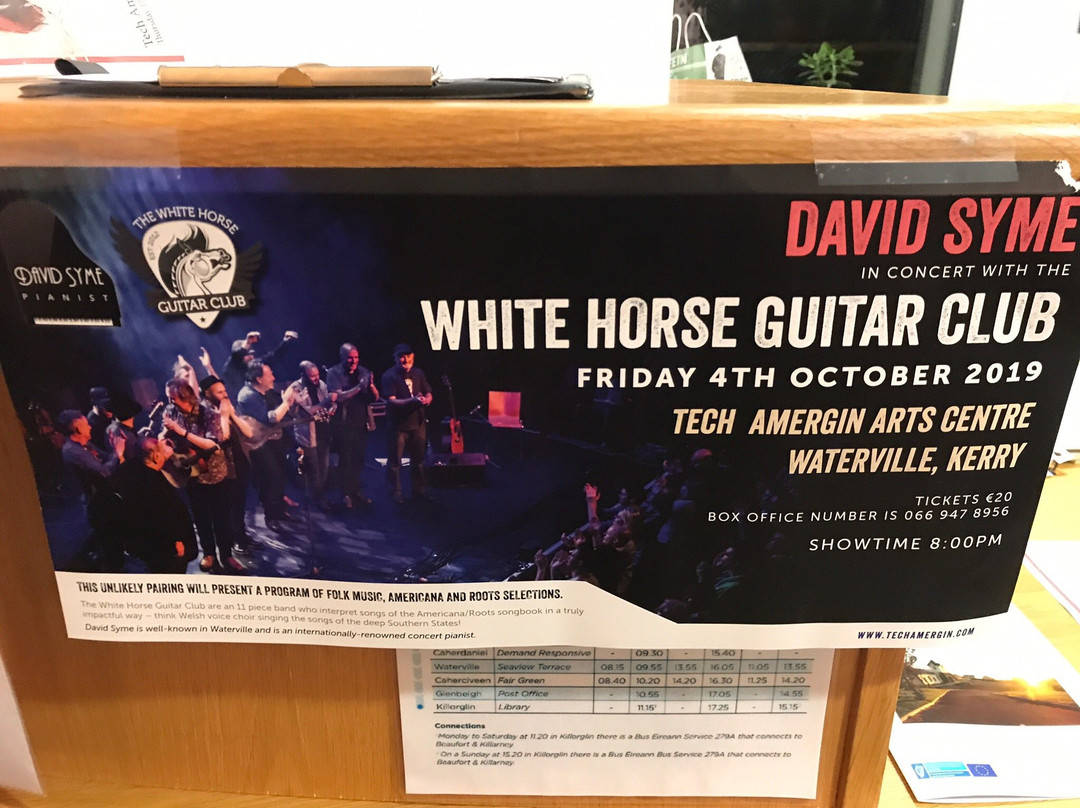 Tech Am
DAVID SYME
PIANIST
THE WHITE HORSE
GUITAR CLUB
DAVID SYME
IN CONCERT WITH THE
WHITE HORSE GUITAR CLUB
FRIDAY 4TH OCTOBER 2019
TECH AMERGIN ARTS CENTRE
WATERVILLE, KERRY
TICKETS €20
BOX OFFICE NUMBER IS 066 947 8956
SHOWTIME 8:00PM
THIS UNLIKELY PAIRING WILL PRESENT A PROGRAM OF FOLK MUSIC, AMERICANA AND ROOTS SELECTIONS.
The White Horse Guitar Club are an 11 piece band who interpret songs of the Americana/Roots songbook in a truly
impactful way – think Welsh voice choir singing the songs of the deep Southern States!
David Syme is well-known in Waterville and is an internationally-renowned concert pianist.
WWW.TECHAMERGIN.COM
Caherdaniel Demand Responsive - 09.30 - 15.40 - -
Waterville Seaview Terrace 08.15 09.55 13.55 16.05 11.05 13.55
Caherciveen Fair Green 08.40 10.20 14.20 16.30 11.25 14.20
Glenbeigh Post Office - 10.55 - 17.05 - 14.55
Killorglin Library - 11.15¹ - 17.25 - 15.15²
Connections
Monday to Saturday at 11.20 in Killorglin there is a Bus Eireann Service 279A that connects to
Beaufort & Killarney.
On a Sunday at 15.20 in Killorglin there is a Bus Eireann Bus Service 279A that connects to
Beaufort & Killarney.